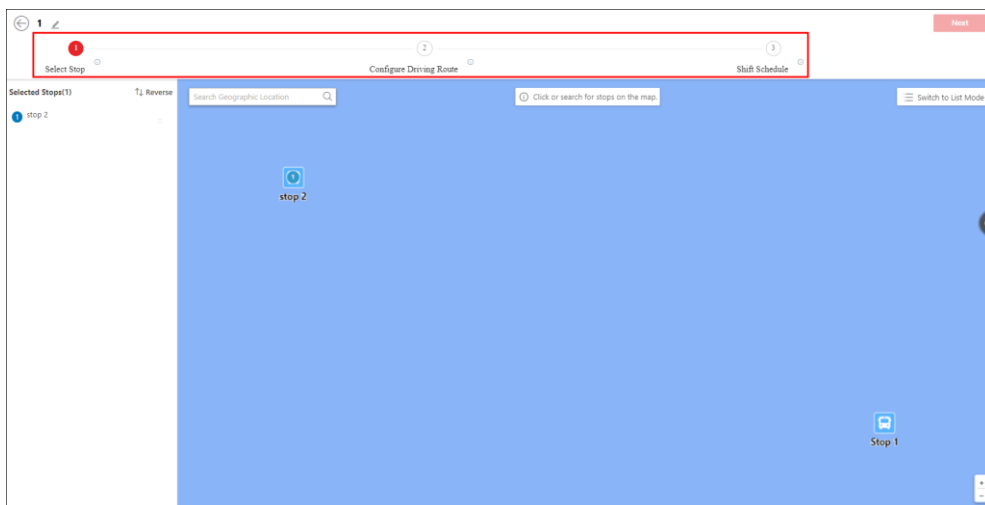 1
Next
1
2
3
Select Stop
Configure Driving Route
Shift Schedule
Selected Stops(1)
Reverse
Search Geographic Location
Click or search for stops on the map.
Switch to List Mode
1 stop 2
1
stop 2
Stop 1
+
−